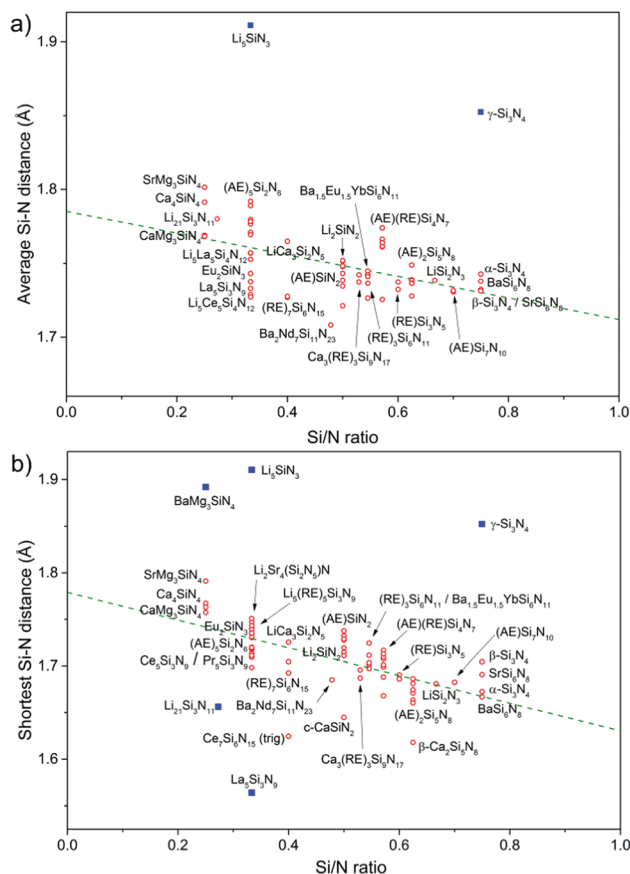 a)
Average Si-N distance (Å)
1.9
1.8
1.7
Li₅SiN₃
γ-Si₃N₄
SrMg₃SiN₄
Ca₄SiN₄
Li₂₁Si₃N₁₁
CaMg₃SiN₄
(AE)₅Si₂N₆
Li₅La₅Si₄N₁₂
Eu₂SiN₃
La₅Si₃N₉
Li₅Ce₅Si₄N₁₂
LiCa₃Si₂N₅
(RE)₇Si₆N₁₅
Ba₂Nd₇Si₁₁N₂₃
Li₂SiN₂
(AE)SiN₂
Ba₁.₅Eu₁.₅YbSi₆N₁₁
(AE)(RE)Si₄N₇
(AE)₂Si₅N₈
LiSi₂N₃
α-Si₃N₄
BaSi₆N₈
β-Si₃N₄ / SrSi₆N₈
(RE)Si₃N₅
(RE)₃Si₆N₁₁
Ca₃(RE)₃Si₉N₁₇
(AE)Si₇N₁₀
0.0 0.2 0.4 0.6 0.8 1.0
Si/N ratio
b)
Shortest Si-N distance (Å)
1.9
1.8
1.7
1.6
Li₅SiN₃
BaMg₃SiN₄
γ-Si₃N₄
SrMg₃SiN₄
Ca₄SiN₄
CaMg₃SiN₄
Li₂Sr₄(Si₂N₅)N
Li₅(RE)₅Si₃N₉
Eu₂SiN₃
(AE)₅Si₂N₆
Ce₅Si₃N₉ / Pr₅Si₃N₉
LiCa₃Si₂N₅
Li₂SiN₂
(AE)SiN₂
(RE)₃Si₆N₁₁ / Ba₁.₅Eu₁.₅YbSi₆N₁₁
(AE)(RE)Si₄N₇
(RE)Si₃N₅
(AE)Si₇N₁₀
β-Si₃N₄
SrSi₆N₈
α-Si₃N₄
BaSi₆N₈
LiSi₂N₃
(AE)₂Si₅N₈
(RE)₇Si₆N₁₅
Li₂₁Si₃N₁₁
Ba₂Nd₇Si₁₁N₂₃
c-CaSiN₂
Ce₇Si₆N₁₅ (trig)
Ca₃(RE)₃Si₉N₁₇
β-Ca₂Si₅N₈
La₅Si₃N₉
0.0 0.2 0.4 0.6 0.8 1.0
Si/N ratio